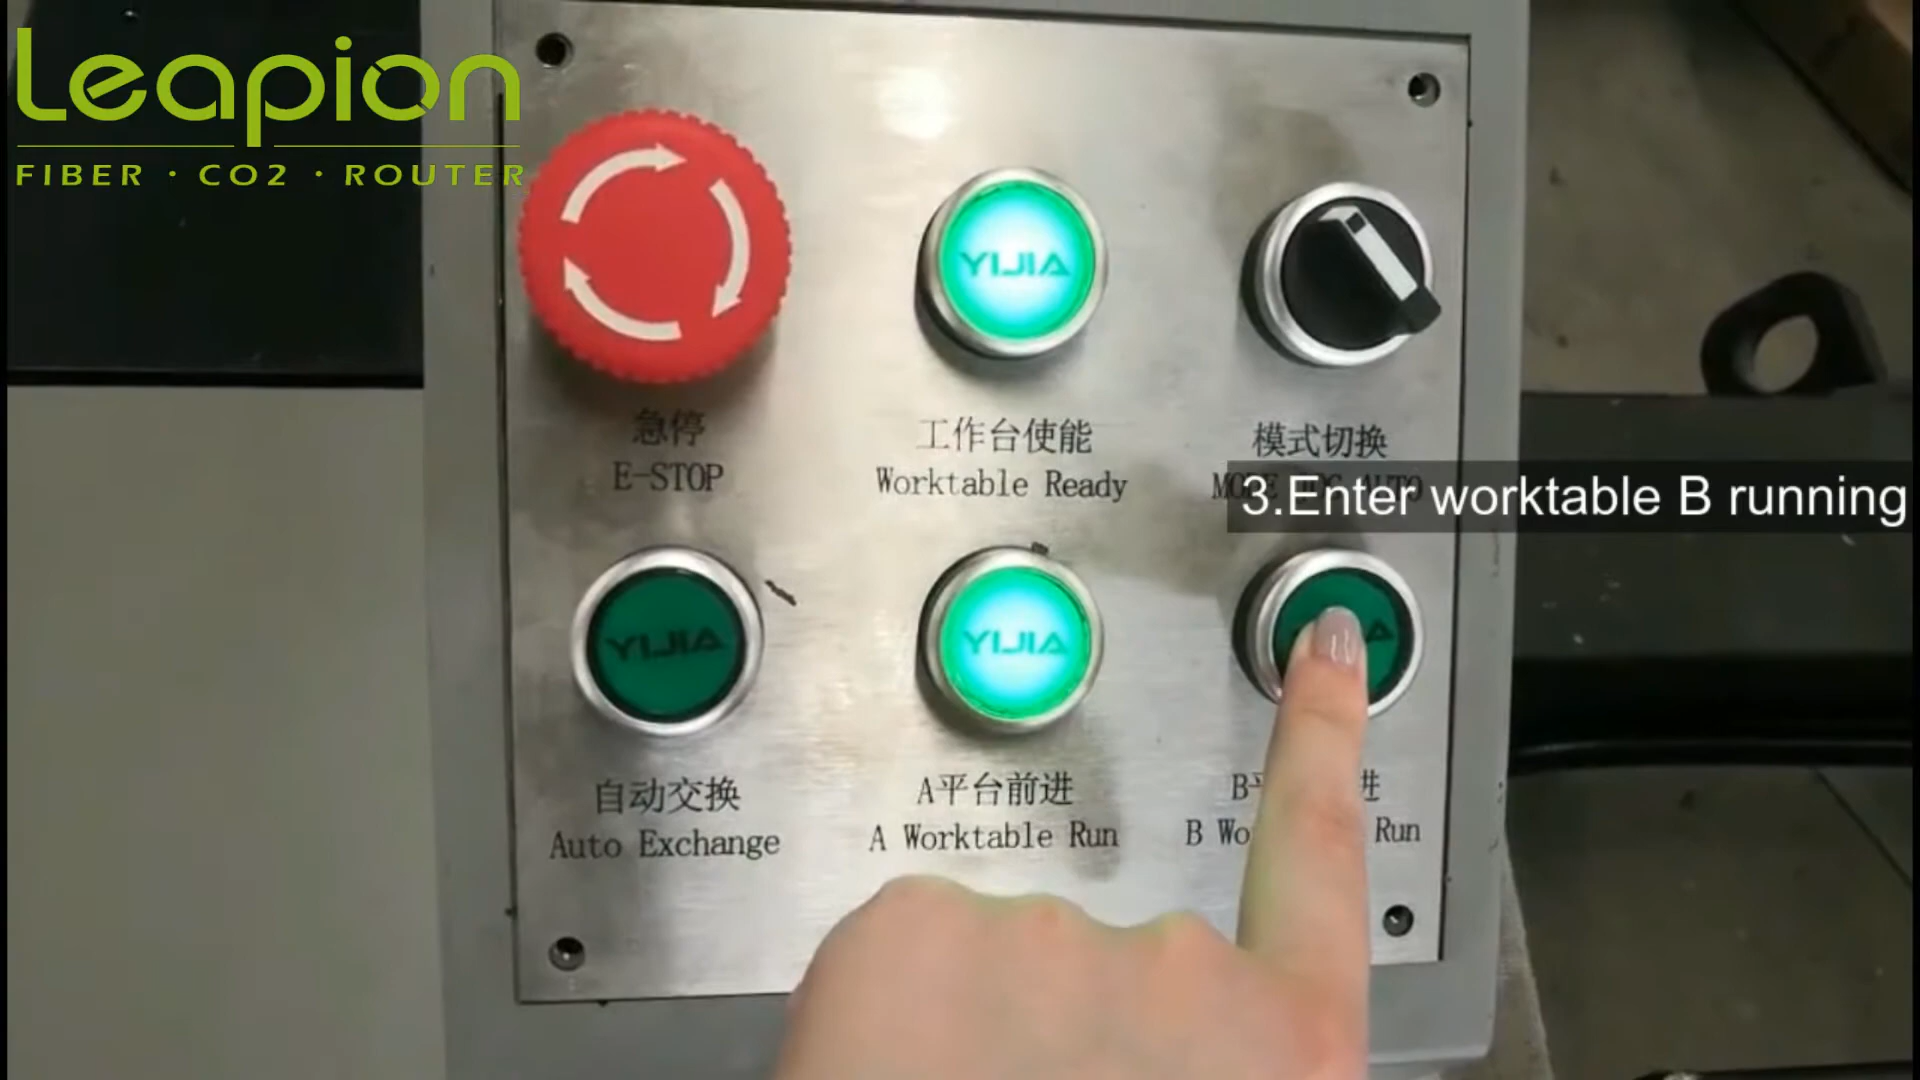 Leapion
FIBER · CO2 · ROUTER
YIJIA
急停
E-STOP
工作台使能
Worktable Ready
模式切换
3.Enter worktable B running
YIJIA
YIJIA
自动交换
Auto Exchange
A平台前进
A Worktable Run
B 进
B Run